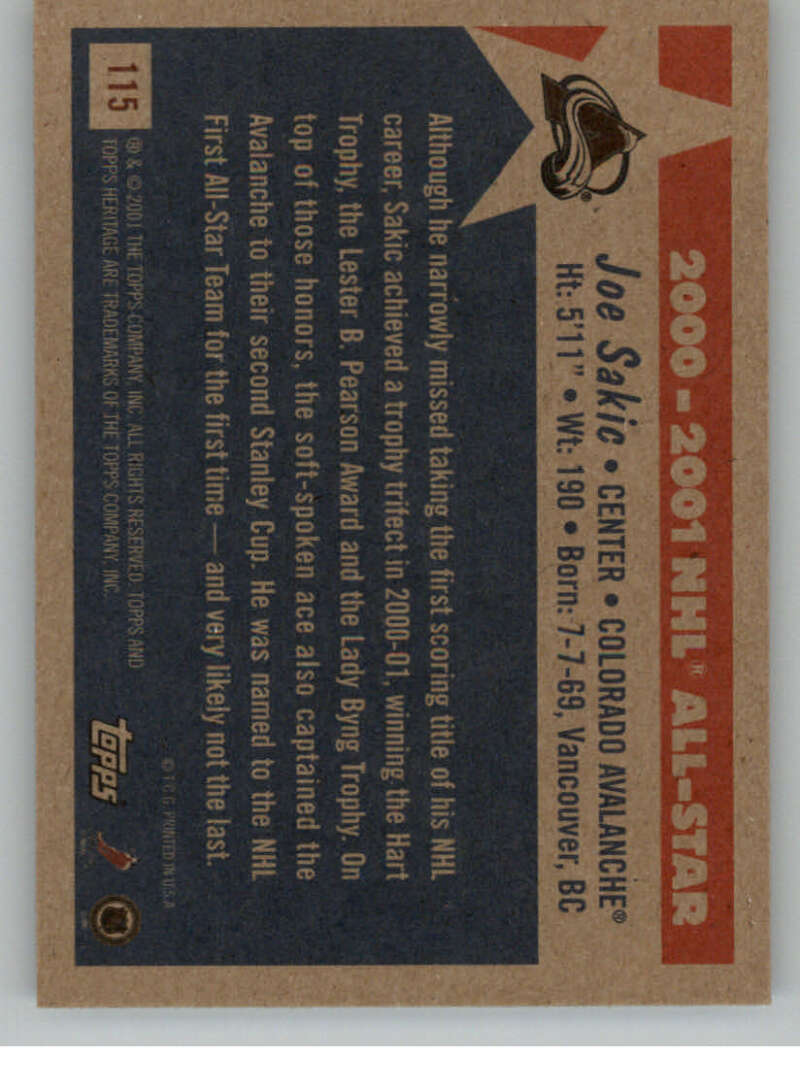 2000 - 2001 NHL™ ALL-STAR
Joe Sakic • CENTER • COLORADO AVALANCHE®
Ht: 5'11" • Wt: 190 • Born: 7-7-69, Vancouver, BC
®
Although he narrowly missed taking the first scoring title of his NHL
career, Sakic achieved a trophy trifect in 2000-01, winning the Hart
Trophy, the Lester B. Pearson Award and the Lady Byng Trophy. On
top of those honors, the soft-spoken ace also captained the
Avalanche to their second Stanley Cup. He was named to the NHL
First All-Star Team for the first time — and very likely not the last.
115
® & © 2001 THE TOPPS COMPANY, INC. ALL RIGHTS RESERVED. TOPPS AND
TOPPS HERITAGE ARE TRADEMARKS OF THE TOPPS COMPANY, INC.
© T.C.G. PRINTED IN U.S.A.
topps